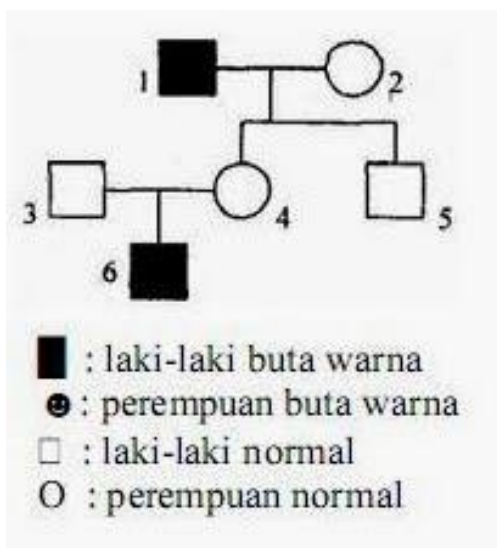 1
2
3
4
5
6
: laki-laki buta warna
: perempuan buta warna
: laki-laki normal
: perempuan normal